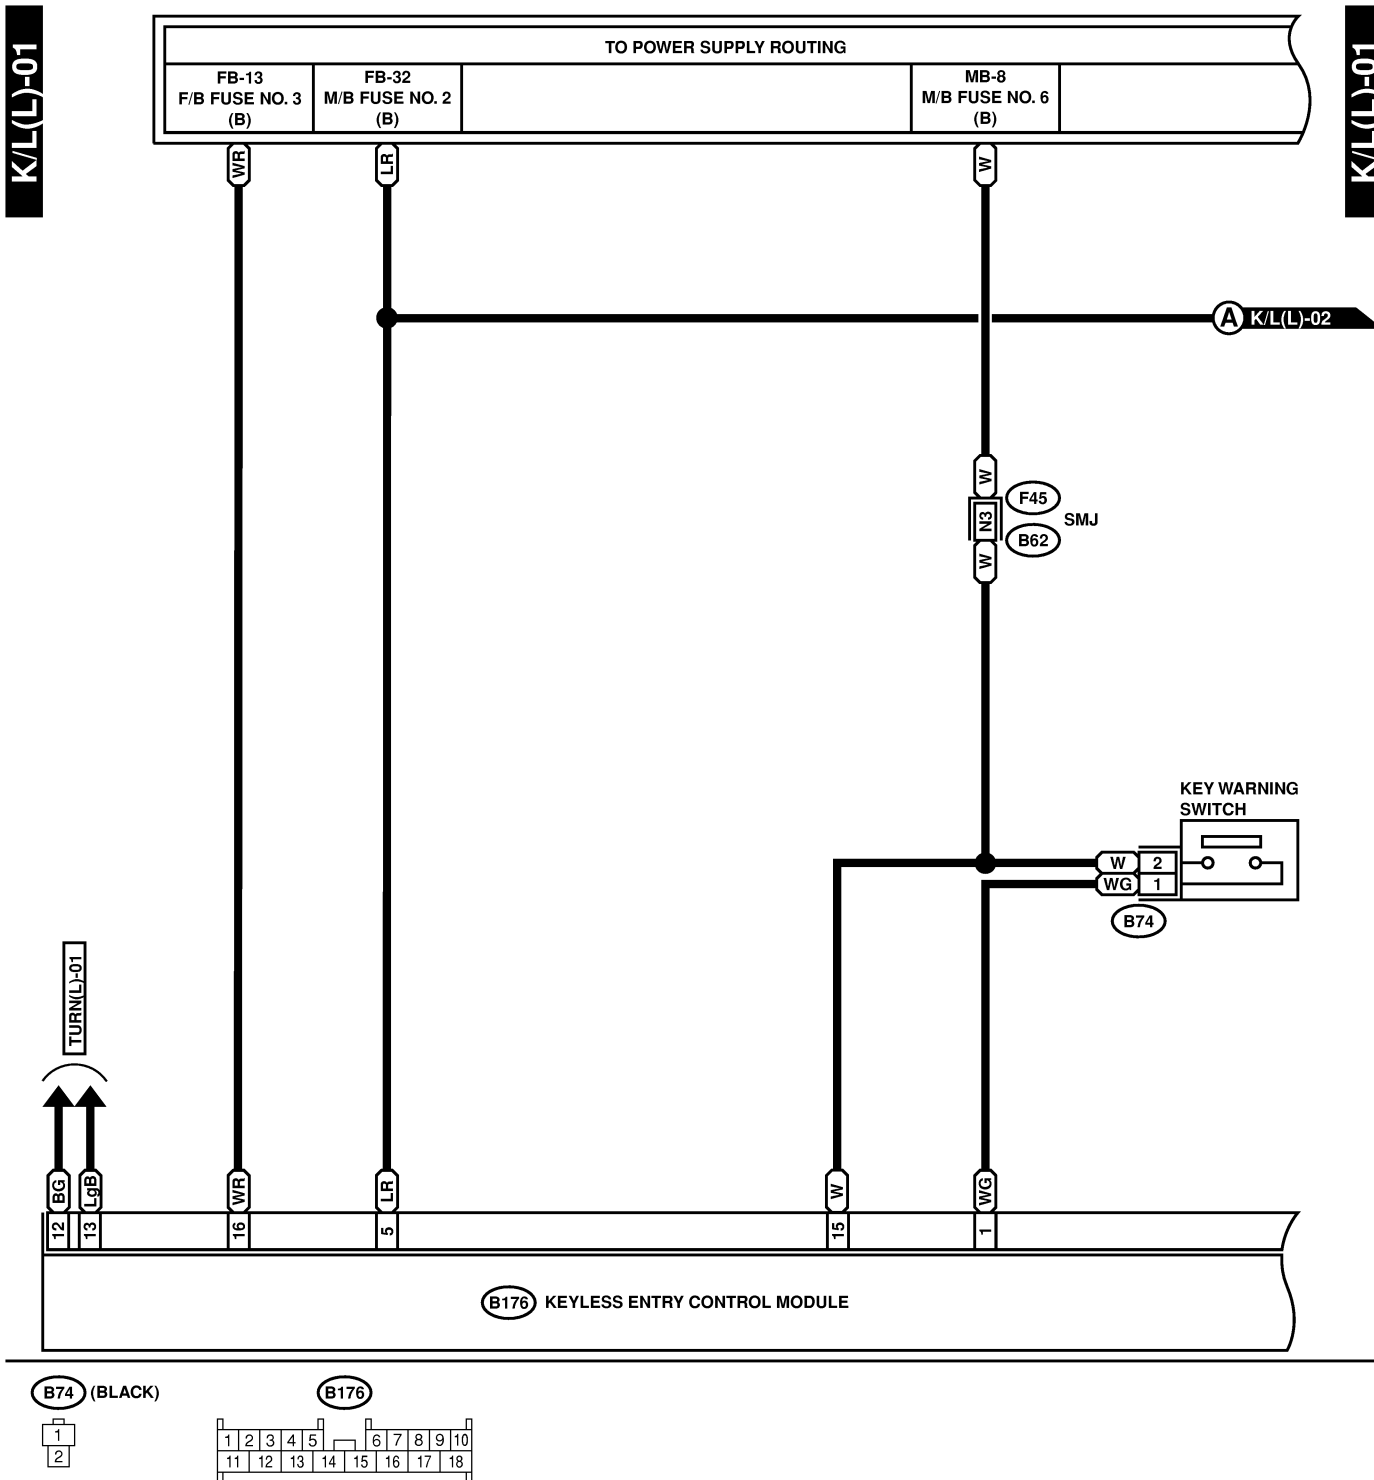 K/L(L)-01
K/L(L)-01
TO POWER SUPPLY ROUTING
FB-13
F/B FUSE NO. 3
(B)
FB-32
M/B FUSE NO. 2
(B)
MB-8
M/B FUSE NO. 6
(B)
WR
LR
W
A K/L(L)-02
W
F45
N3
SMJ
B62
W
KEY WARNING
SWITCH
W 2
WG 1
B74
TURN(L)-01
BG
LgB
WR
LR
W
WG
12
13
16
5
15
1
B176 KEYLESS ENTRY CONTROL MODULE
B74 (BLACK)
1
2
B176
1 2 3 4 5 6 7 8 9 10
11 12 13 14 15 16 17 18